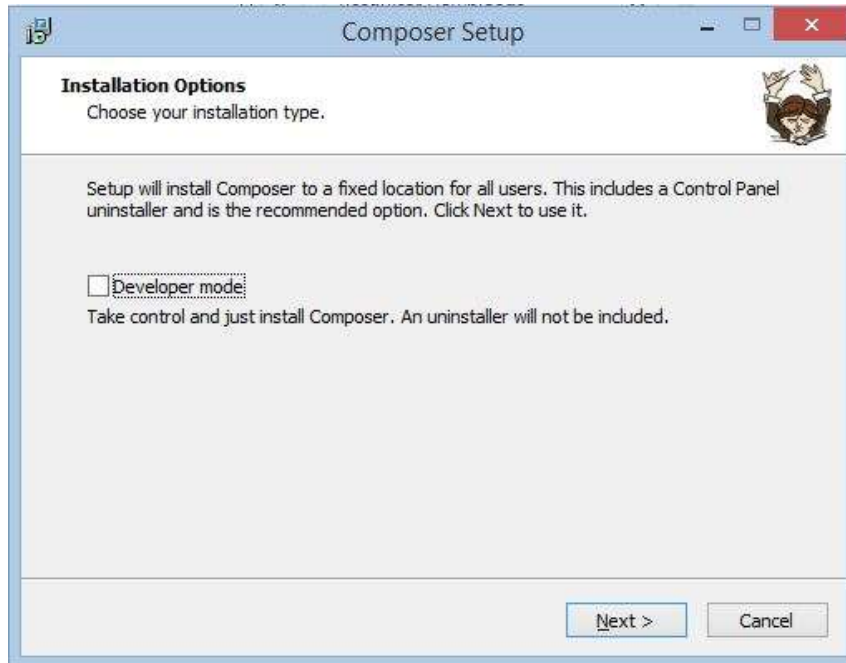 Composer Setup
Installation Options
Choose your installation type.
Setup will install Composer to a fixed location for all users. This includes a Control Panel
uninstaller and is the recommended option. Click Next to use it.
Developer mode
Take control and just install Composer. An uninstaller will not be included.
Next >
Cancel